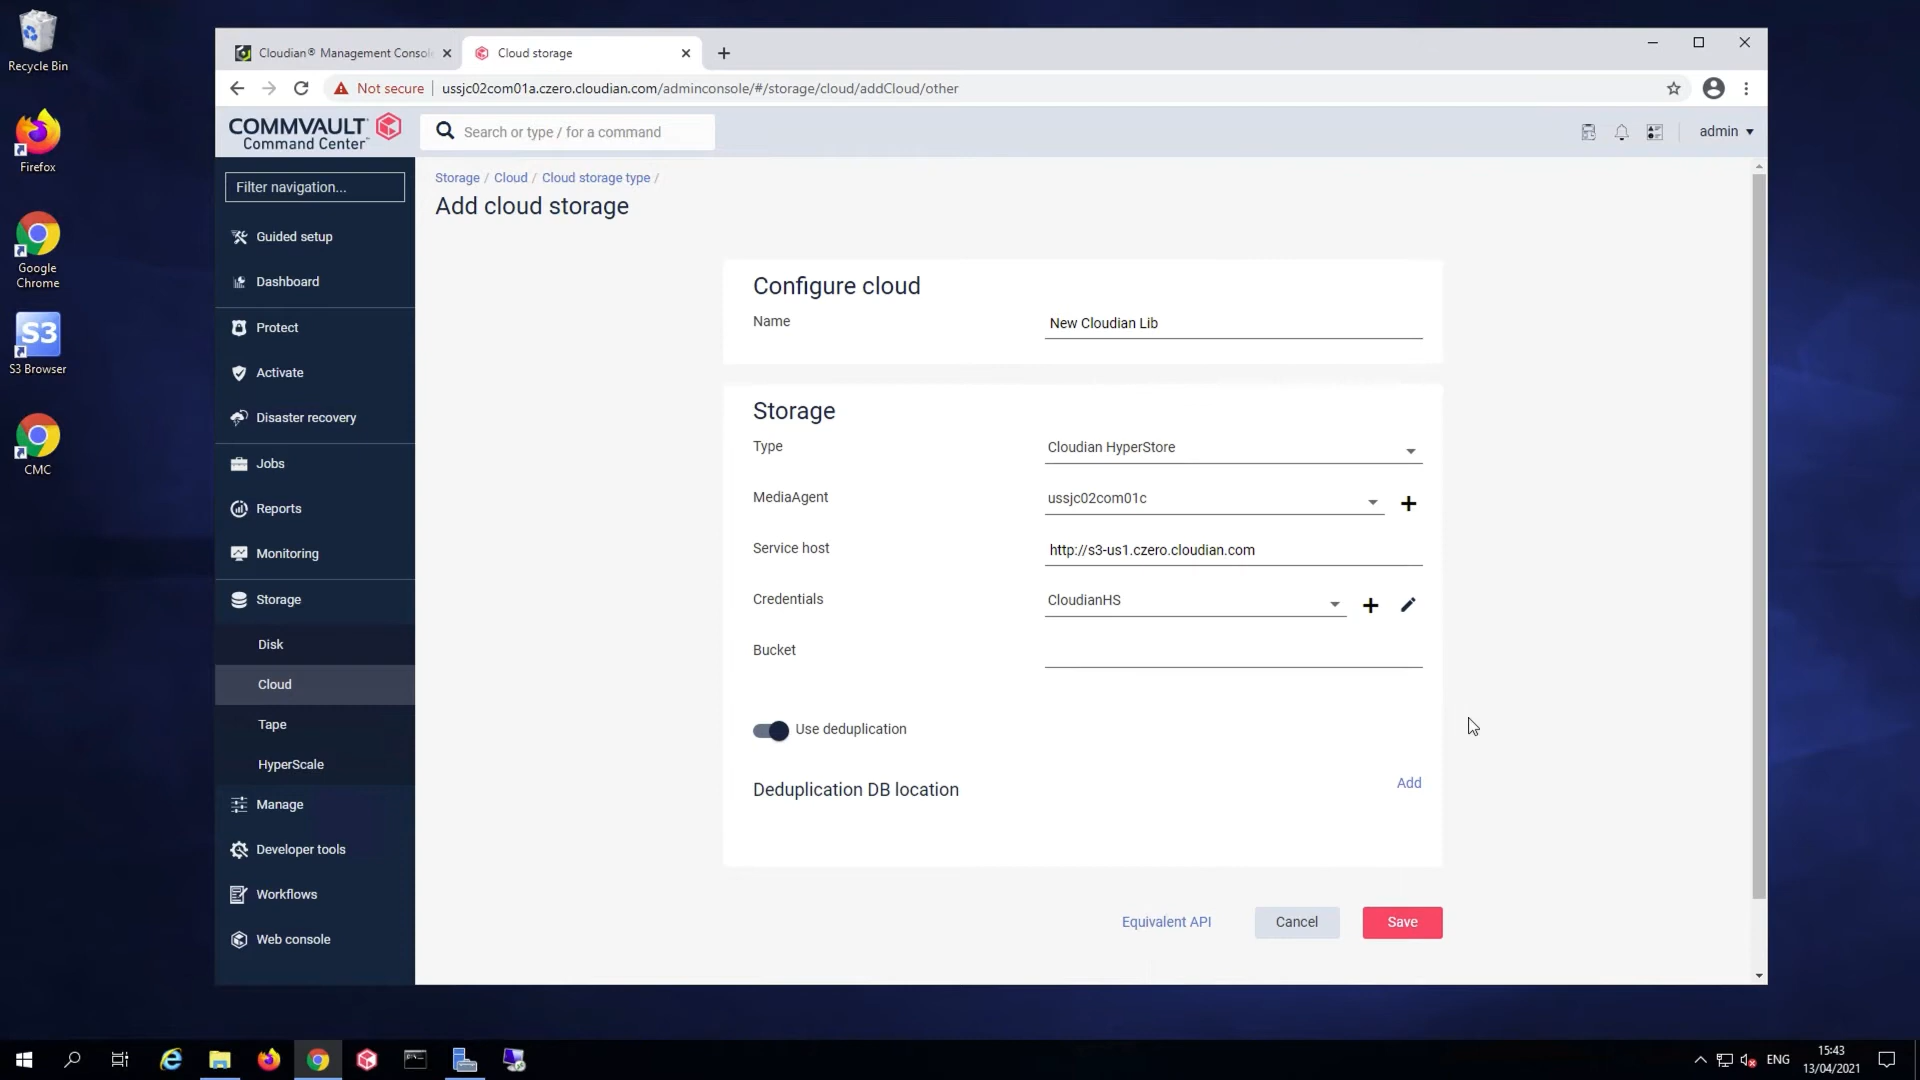 Recycle Bin
Firefox
Google
Chrome
S3
S3 Browser
CMC
Cloudian® Management Consol
Cloud storage
Not secure
ussjc02com01a.czero.cloudian.com/adminconsole/#/storage/cloud/addCloud/other
COMMVAULT
Command Center™
Search or type / for a command
admin
Filter navigation...
Guided setup
Dashboard
Protect
Activate
Disaster recovery
Jobs
Reports
Monitoring
Storage
Disk
Cloud
Tape
HyperScale
Manage
Developer tools
Workflows
Web console
Storage / Cloud / Cloud storage type /
Add cloud storage
Configure cloud
Name
New Cloudian Lib
Storage
Type
Cloudian HyperStore
MediaAgent
ussjc02com01c
Service host
http://s3-us1.czero.cloudian.com
Credentials
CloudianHS
Bucket
Use deduplication
Deduplication DB location
Add
Equivalent API
Cancel
Save
ENG
15:43
13/04/2021